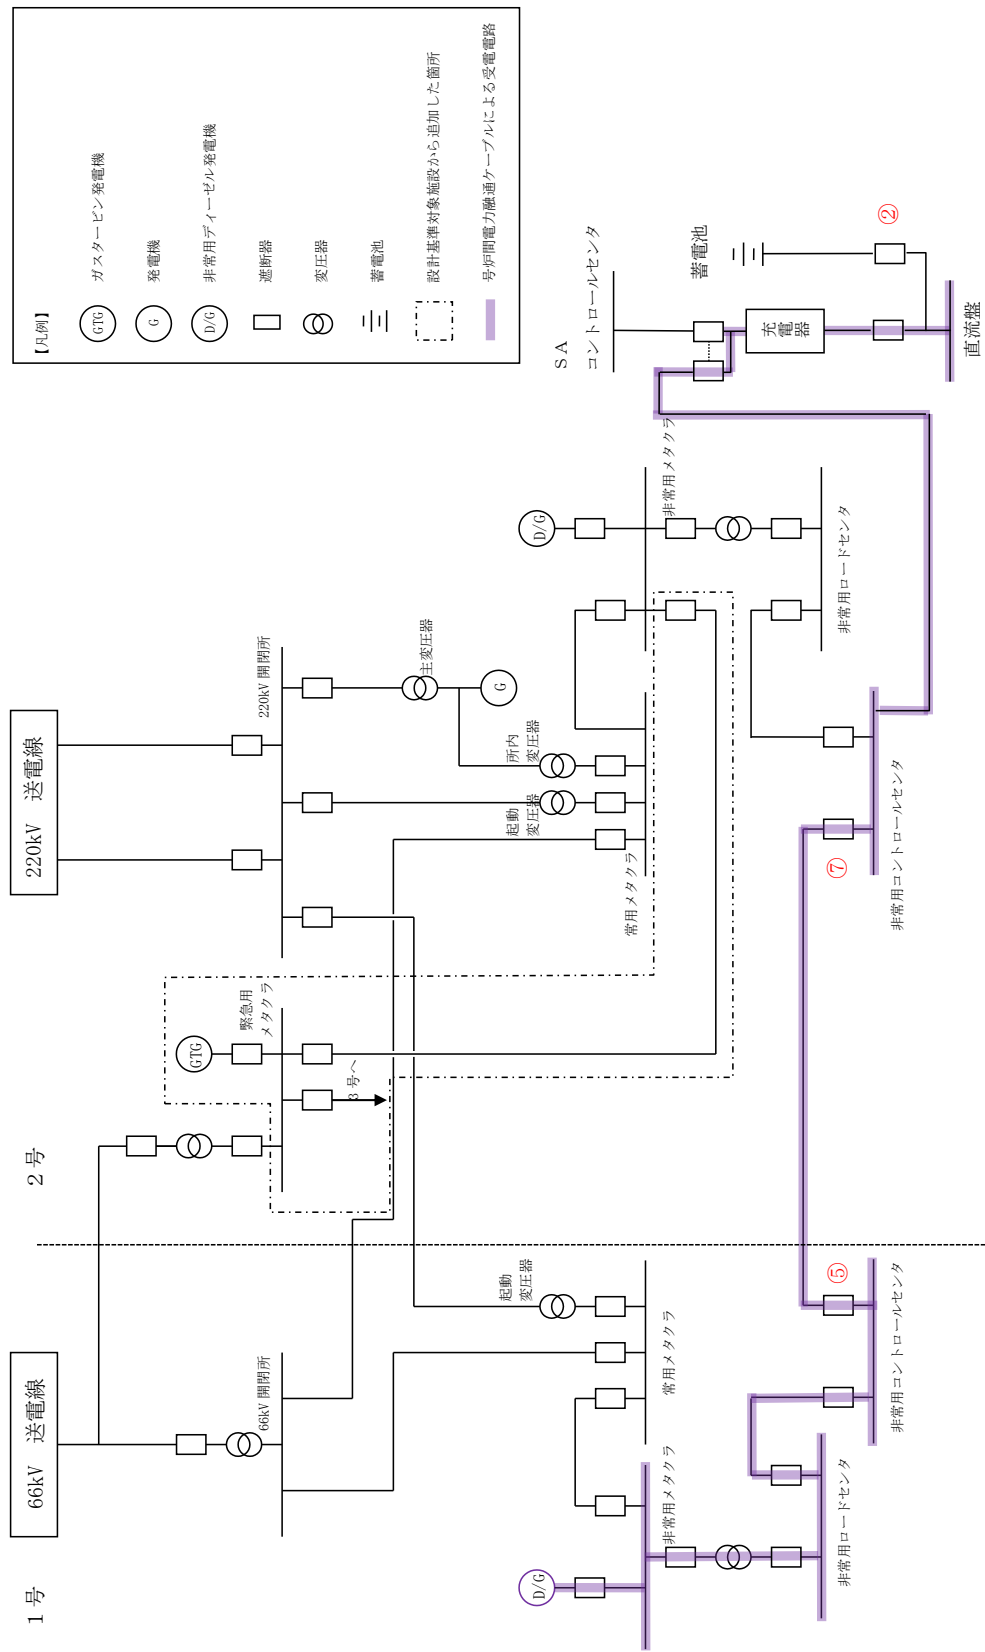 1号
2号
66kV　送電線
220kV　送電線
【凡例】
GTG
ガスタービン発電機
G
発電機
D/G
非常用ディーゼル発電機
遮断器
変圧器
蓄電池
設計基準対象施設から追加した箇所
号炉間電力融通ケーブルによる受電電路
66kV 開閉所
GTG
緊急用
メタクラ
3号へ
220kV 開閉所
主変圧器
G
起動
変圧器
起動
変圧器
所内
変圧器
常用メタクラ
常用メタクラ
D/G
非常用メタクラ
D/G
非常用メタクラ
非常用ロードセンタ
非常用ロードセンタ
⑤
⑦
非常用コントロールセンタ
非常用コントロールセンタ
SA
コントロールセンタ
蓄電池
充
電
器
②
直流盤